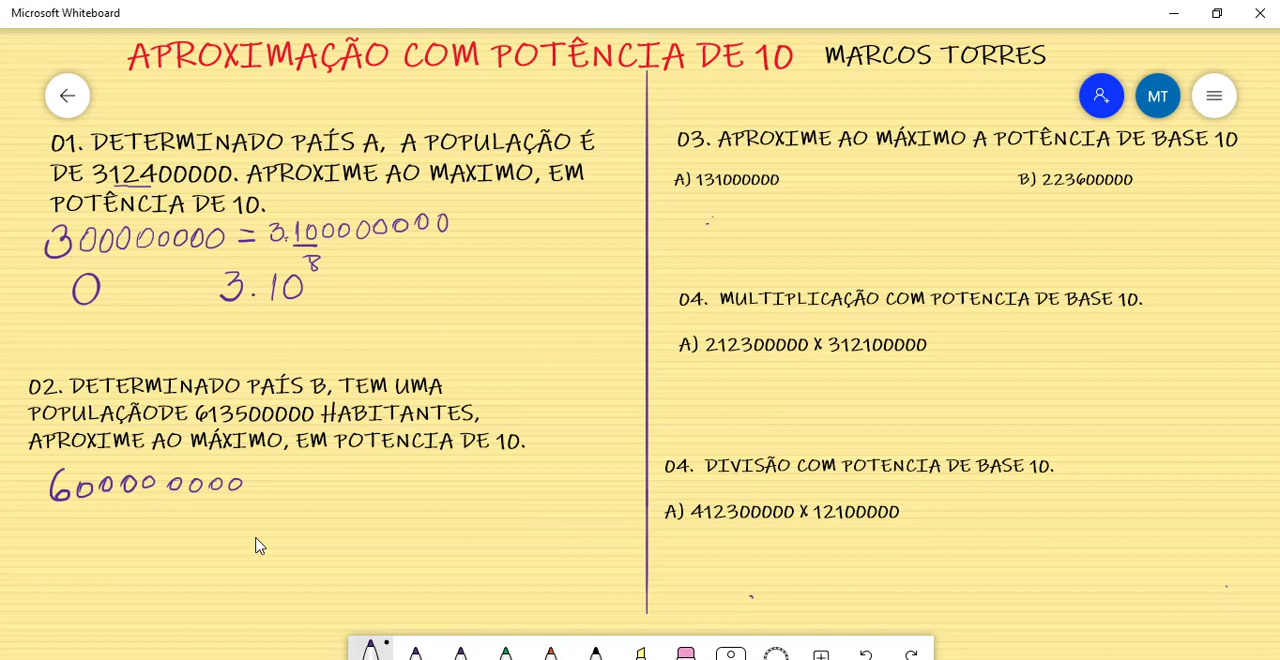 Microsoft Whiteboard
APROXIMAÇÃO COM POTÊNCIA DE 10 MARCOS TORRES
MT
01. DETERMINADO PAÍS A, A POPULAÇÃO É
DE 312400000. APROXIME AO MAXIMO, EM
POTÊNCIA DE 10.
300000000 = 3.100000000
0 3.10⁸
02. DETERMINADO PAÍS B, TEM UMA
POPULAÇÃODE 613500000 HABITANTES,
APROXIME AO MÁXIMO, EM POTENCIA DE 10.
600000000
03. APROXIME AO MÁXIMO A POTÊNCIA DE BASE 10
A) 131000000 B) 223600000
04. MULTIPLICAÇÃO COM POTENCIA DE BASE 10.
A) 212300000 X 312100000
04. DIVISÃO COM POTENCIA DE BASE 10.
A) 412300000 X 12100000